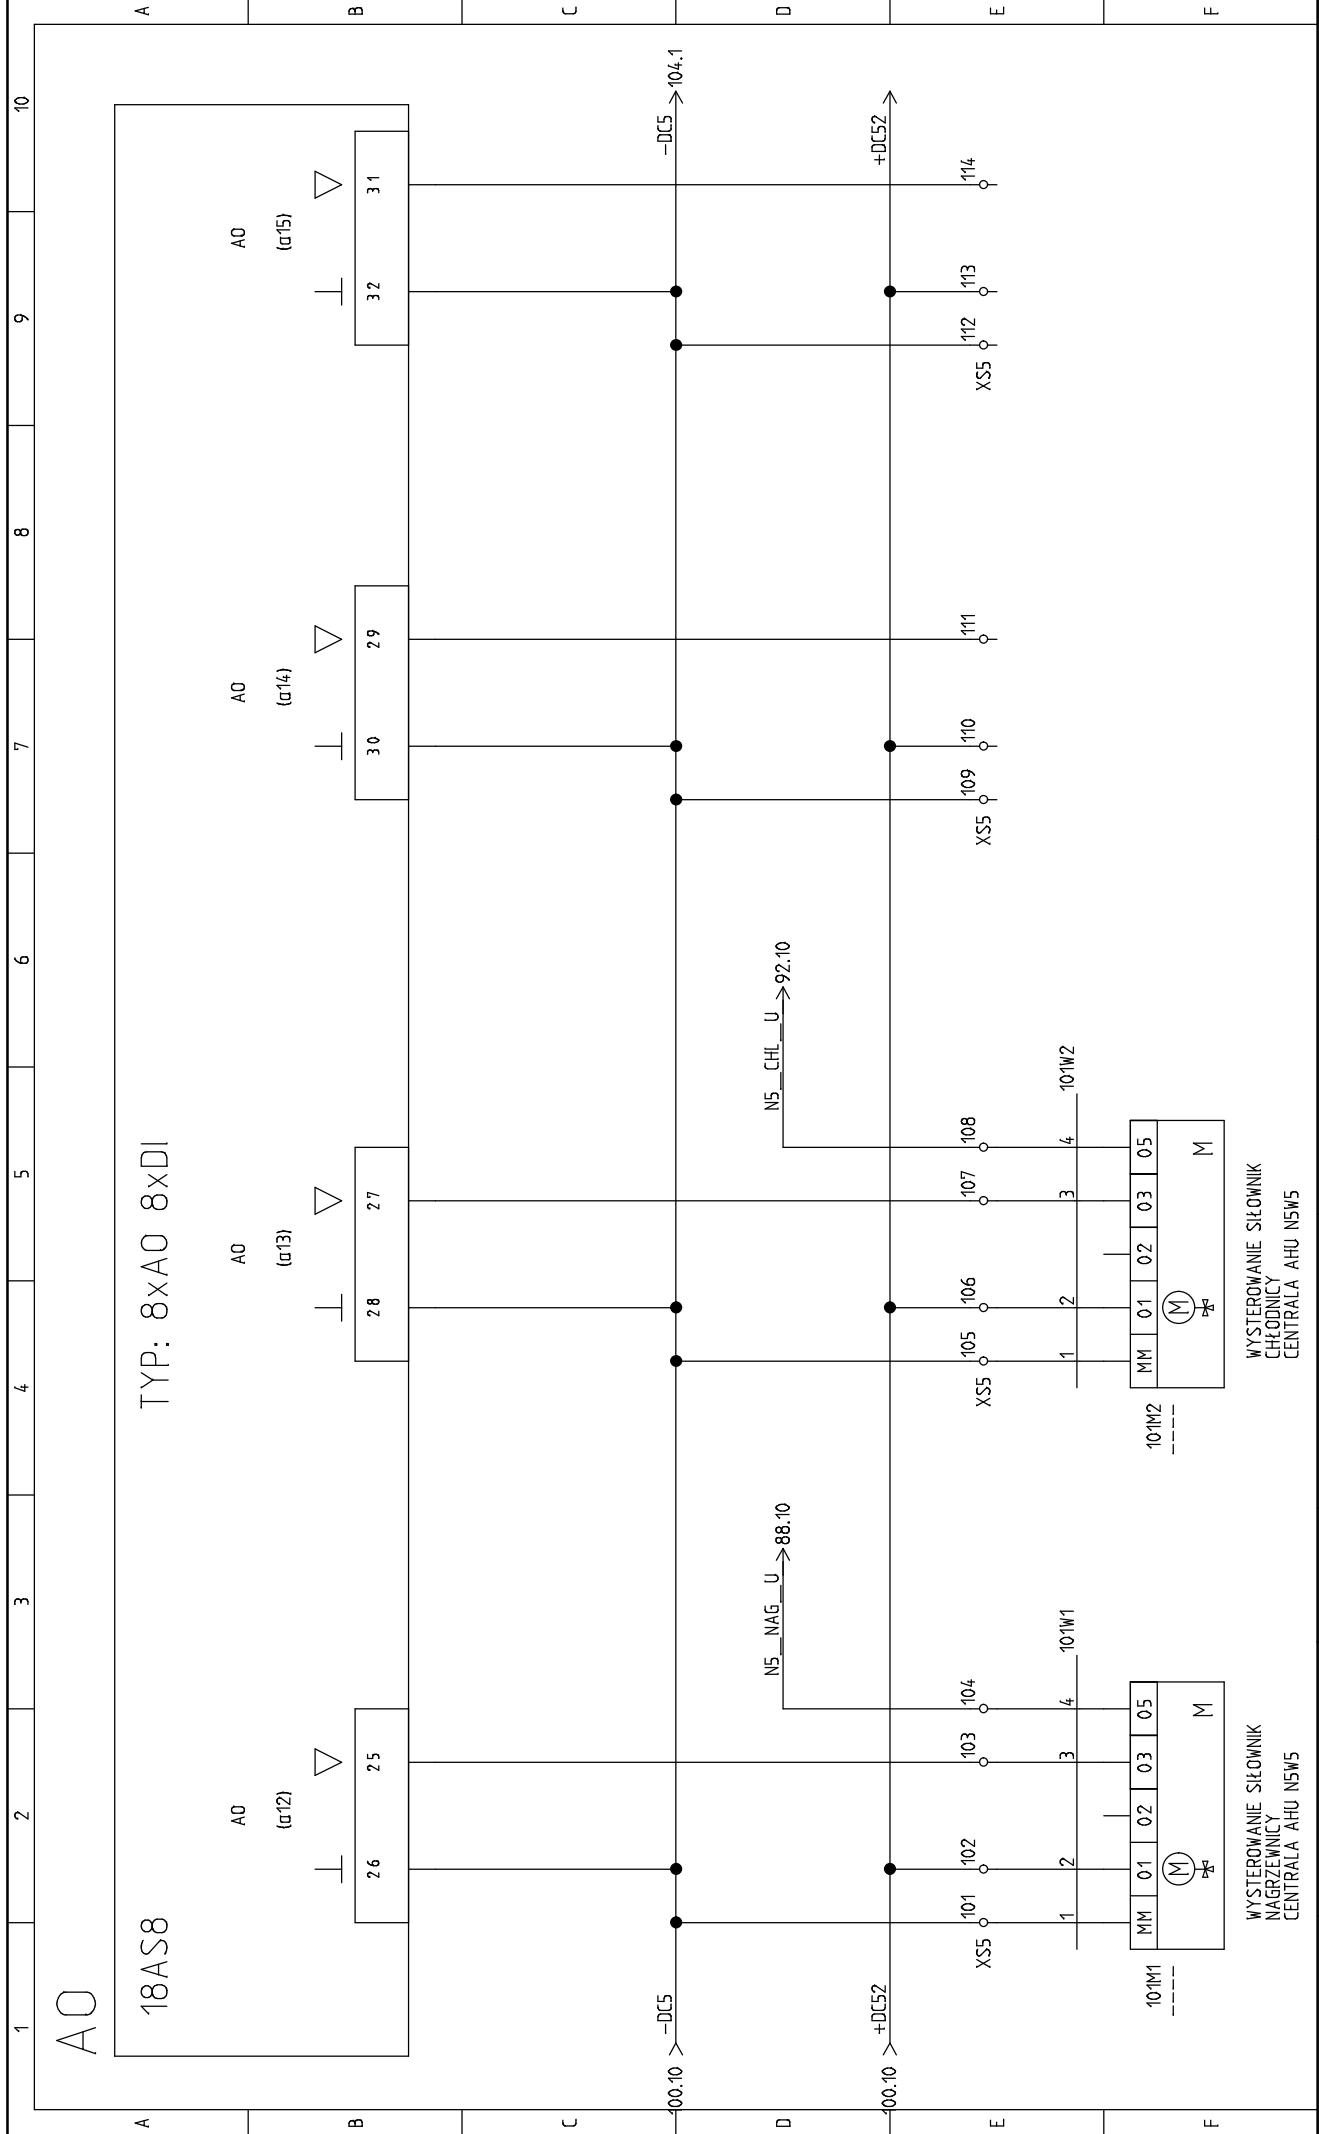 1 2 3 4 5 6 7 8 9 10
A A
B B
C C
D D
E E
F F
AO
18AS8 TYP: 8xAO 8xDI
AO AO AO AO
(a12) (a13) (a14) (a15)
26 25 28 27 30 29 32 31
100.10 -DC5 -DC5 104.1
N5__NAG__U 88.10 N5__CHL__U 92.10
100.10 +DC52 +DC52
XS5 101 102 103 104 XS5 105 106 107 108 XS5 109 110 111 XS5 112 113 114
1 2 3 4 101W1 1 2 3 4 101W2
101M1 MM 01 02 03 05 101M2 MM 01 02 03 05
---- M M ---- M M
WYSTEROWANIE SIŁOWNIK
NAGRZEWNICY
CENTRALA AHU N5W5
WYSTEROWANIE SIŁOWNIK
CHŁODNICY
CENTRALA AHU N5W5